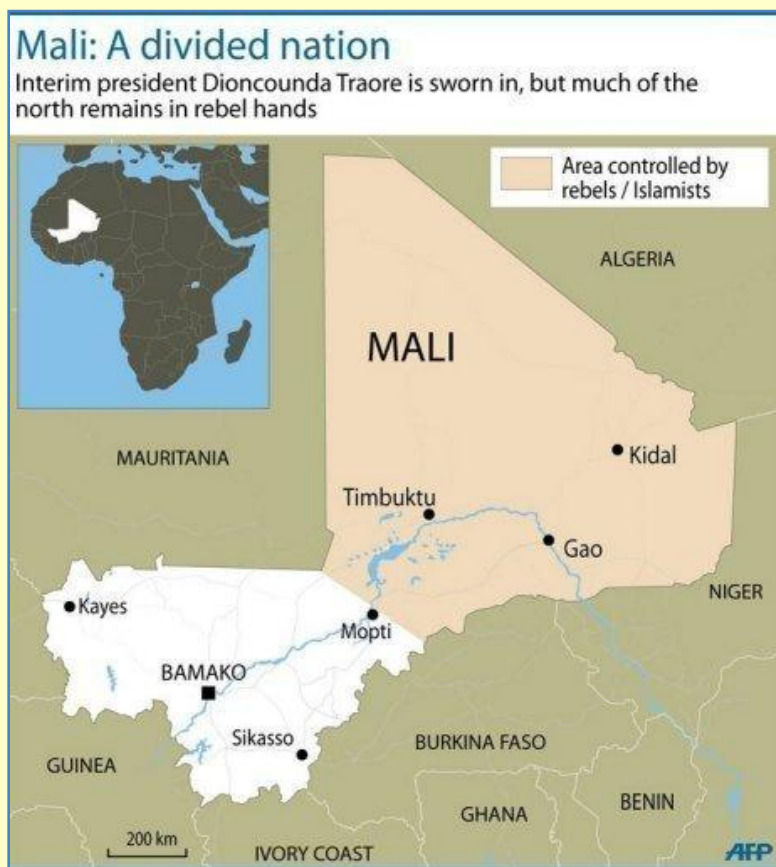 Mali: A divided nation
Interim president Dioncounda Traore is sworn in, but much of the
north remains in rebel hands
Area controlled by
rebels / Islamists
ALGERIA
MALI
MAURITANIA
Kidal
Timbuktu
Gao
NIGER
Kayes
Mopti
BAMAKO
Sikasso
BURKINA FASO
GUINEA
BENIN
GHANA
200 km
IVORY COAST
AFP